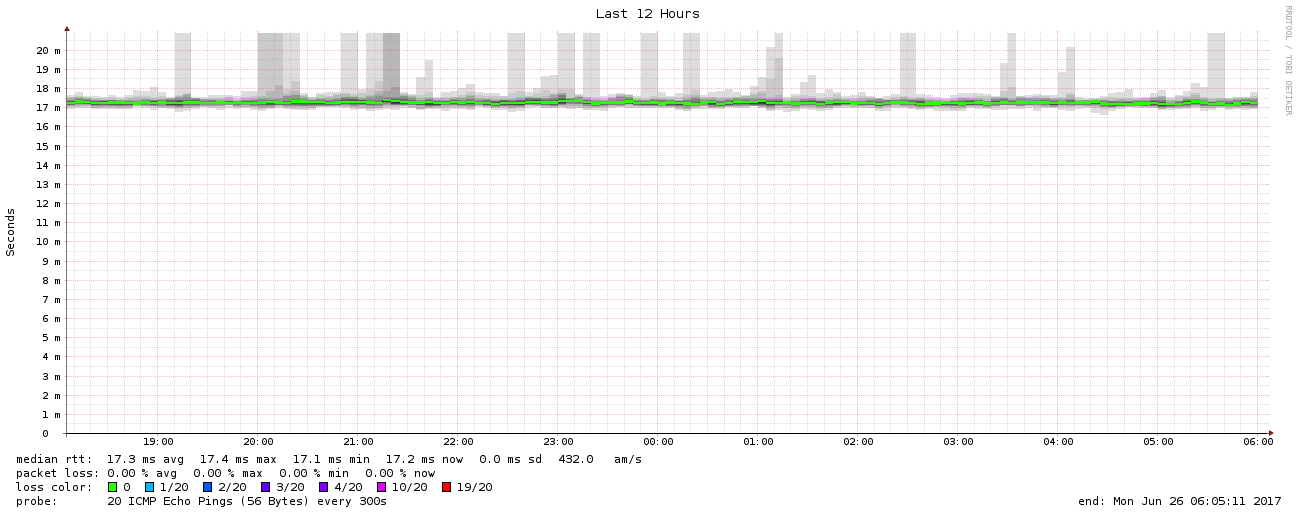 Last 12 Hours
RRDTOOL / TOBI OETIKER
Seconds
20 m
19 m
18 m
17 m
16 m
15 m
14 m
13 m
12 m
11 m
10 m
9 m
8 m
7 m
6 m
5 m
4 m
3 m
2 m
1 m
0
19:00 20:00 21:00 22:00 23:00 00:00 01:00 02:00 03:00 04:00 05:00 06:00
median rtt: 17.3 ms avg 17.4 ms max 17.1 ms min 17.2 ms now 0.0 ms sd 432.0 am/s
packet loss: 0.00 % avg 0.00 % max 0.00 % min 0.00 % now
loss color: 0 1/20 2/20 3/20 4/20 10/20 19/20
probe: 20 ICMP Echo Pings (56 Bytes) every 300s end: Mon Jun 26 06:05:11 2017